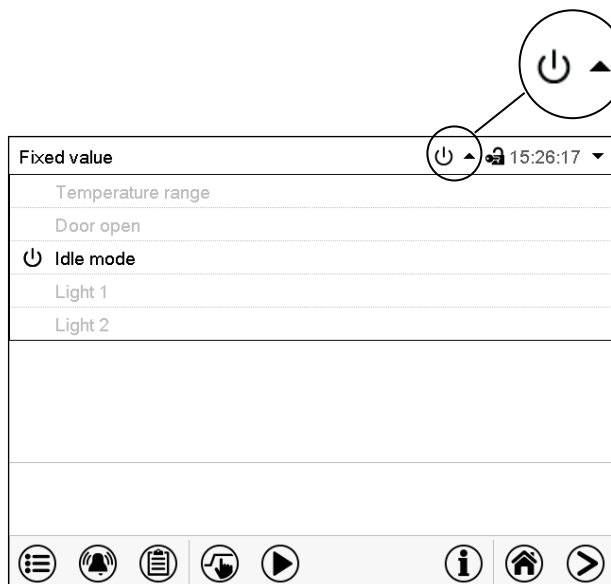 Fixed value 15:26:17
Temperature range
Door open
Idle mode
Light 1
Light 2